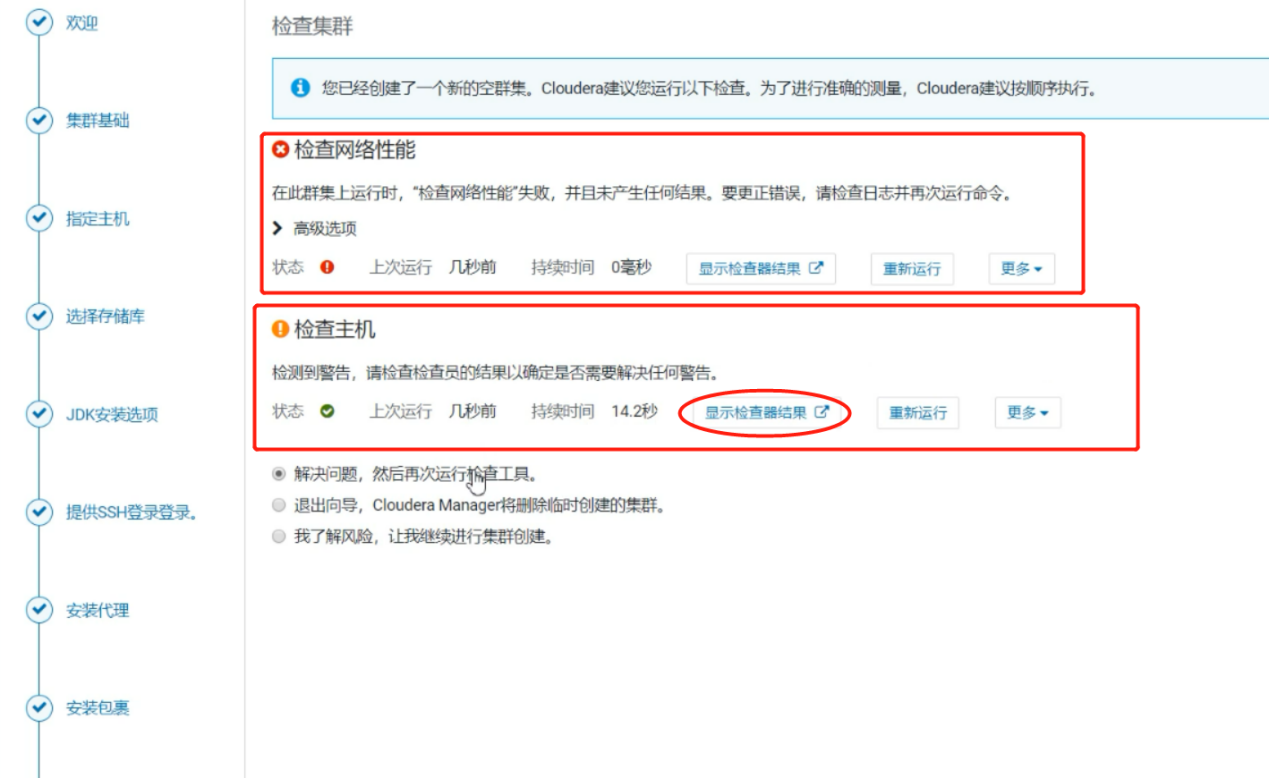 欢迎
集群基础
指定主机
选择存储库
JDK安装选项
提供SSH登录登录。
安装代理
安装包裹
检查集群
您已经创建了一个新的空群集。Cloudera建议您运行以下检查。为了进行准确的测量，Cloudera建议按顺序执行。
检查网络性能
在此群集上运行时，“检查网络性能”失败，并且未产生任何结果。要更正错误，请检查日志并再次运行命令。
高级选项
状态 上次运行 几秒前 持续时间 0毫秒 显示检查器结果 重新运行 更多
检查主机
检测到警告，请检查检查员的结果以确定是否需要解决任何警告。
状态 上次运行 几秒前 持续时间 14.2秒 显示检查器结果 重新运行 更多
解决问题，然后再次运行检查工具。
退出向导，Cloudera Manager将删除临时创建的集群。
我了解风险，让我继续进行集群创建。